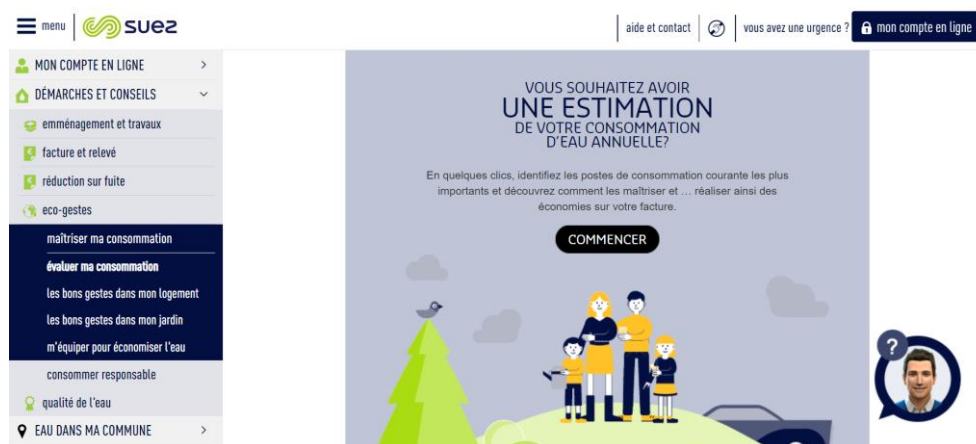 menu
suez
aide et contact
vous avez une urgence ?
mon compte en ligne
MON COMPTE EN LIGNE
DÉMARCHES ET CONSEILS
emménagement et travaux
facture et relevé
réduction sur fuite
eco-gestes
maîtriser ma consommation
évaluer ma consommation
les bons gestes dans mon logement
les bons gestes dans mon jardin
m'équiper pour économiser l'eau
consommer responsable
qualité de l'eau
EAU DANS MA COMMUNE
VOUS SOUHAITEZ AVOIR
UNE ESTIMATION
DE VOTRE CONSOMMATION
D'EAU ANNUELLE?
En quelques clics, identifiez les postes de consommation courante les plus
importants et découvrez comment les maîtriser et … réaliser ainsi des
économies sur votre facture.
COMMENCER
?